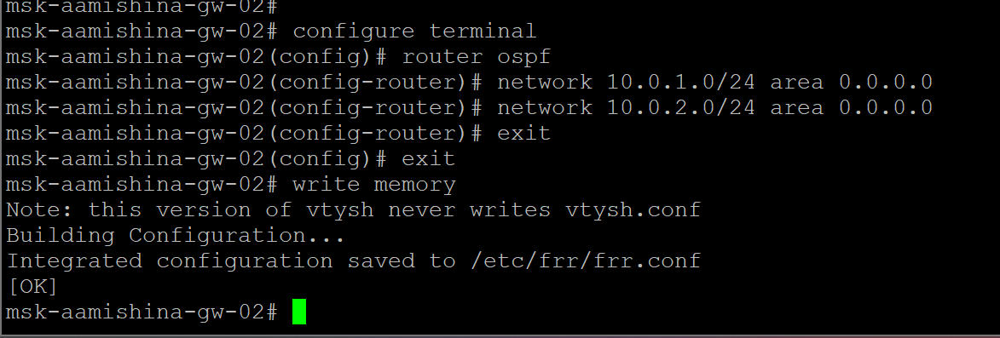 msk-aamishina-gw-02#
msk-aamishina-gw-02# configure terminal
msk-aamishina-gw-02(config)# router ospf
msk-aamishina-gw-02(config-router)# network 10.0.1.0/24 area 0.0.0.0
msk-aamishina-gw-02(config-router)# network 10.0.2.0/24 area 0.0.0.0
msk-aamishina-gw-02(config-router)# exit
msk-aamishina-gw-02(config)# exit
msk-aamishina-gw-02# write memory
Note: this version of vtysh never writes vtysh.conf
Building Configuration...
Integrated configuration saved to /etc/frr/frr.conf
[OK]
msk-aamishina-gw-02#